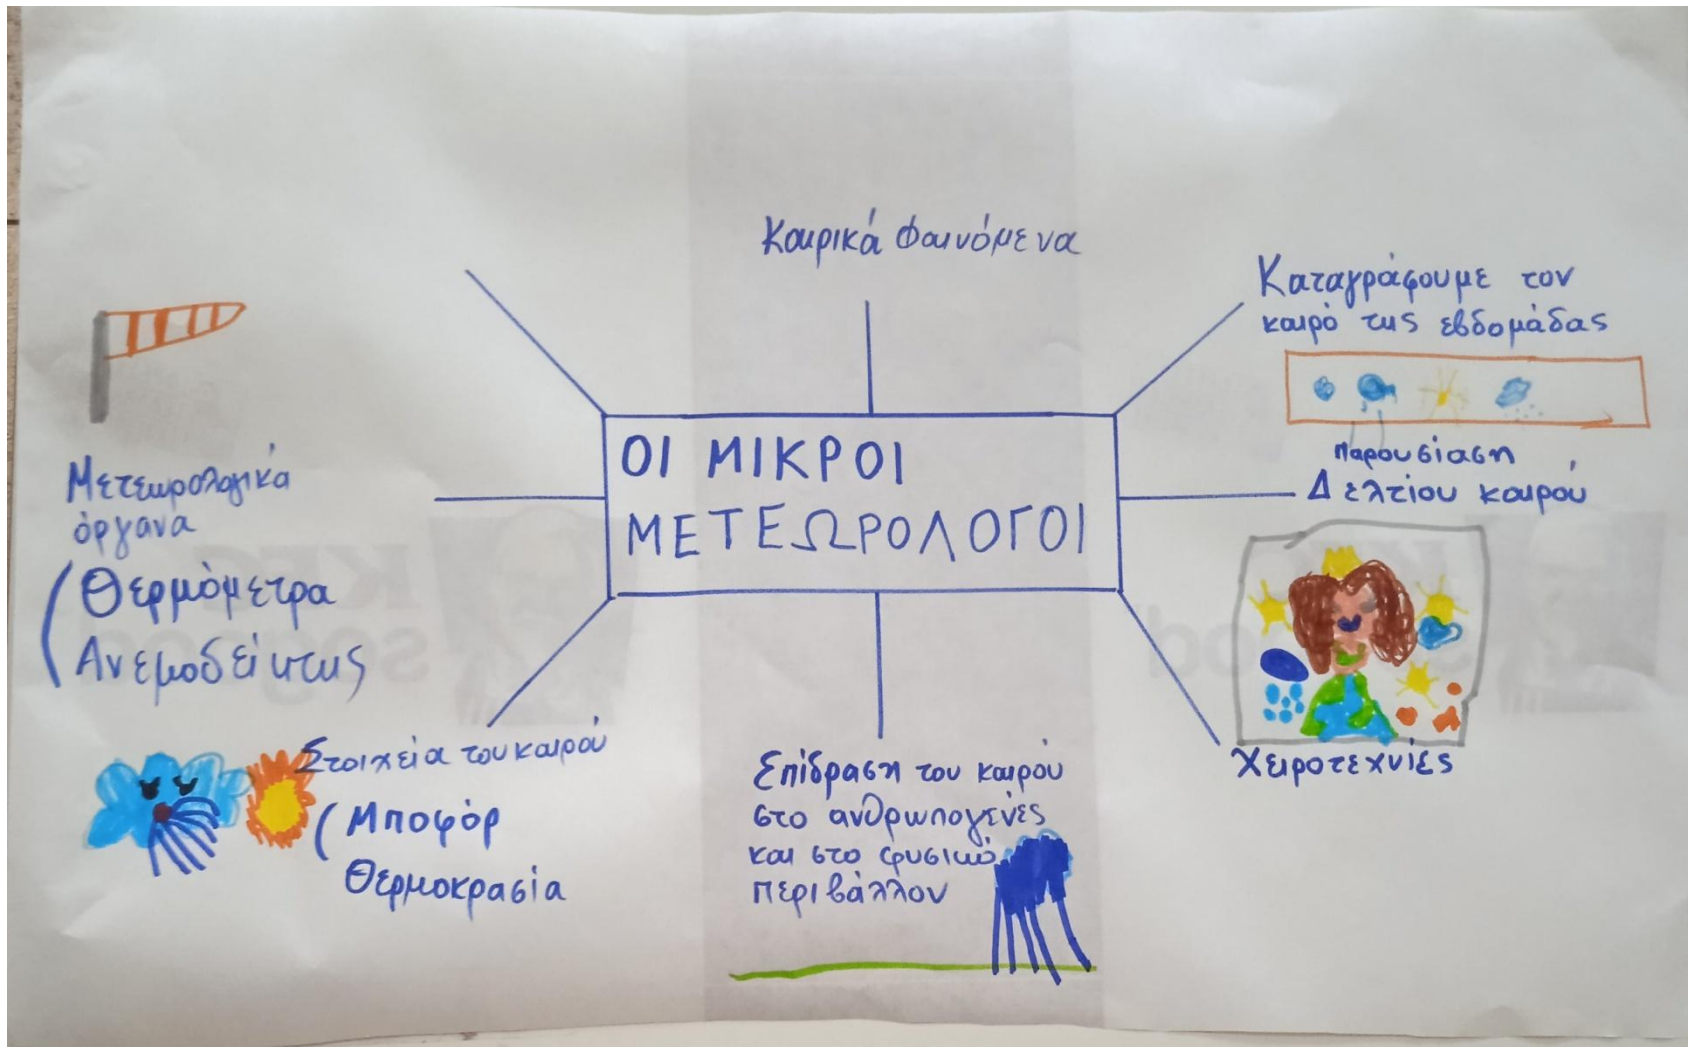 Καιρικά Φαινόμενα
Καταγράφουμε τον
καιρό της εβδομάδας
ΟΙ ΜΙΚΡΟΙ
ΜΕΤΕΩΡΟΛΟΓΟΙ
Παρουσίαση
Δελτίου καιρού
Μετεωρολογικά
όργανα
Θερμόμετρα
Ανεμοδείκτης
Στοιχεία του καιρού
Μποφόρ
Θερμοκρασία
Επίδραση του καιρού
στο ανθρωπογενές
και στο φυσικό
περιβάλλον
Χειροτεχνίες